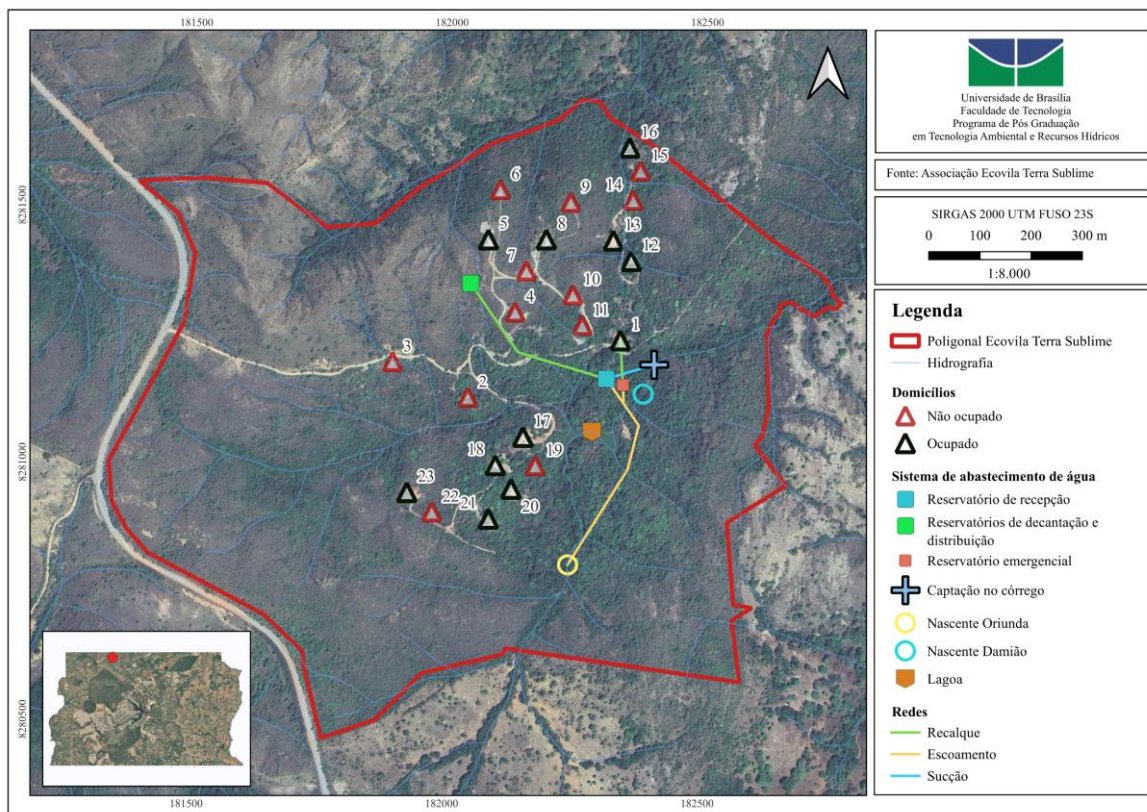 181500
182000
182500
8281500
8281000
8280500
16
15
6
14
9
5
8
13
12
7
10
4
11
1
3
2
17
18
19
23
22
21
20
181500
182000
182500
Universidade de Brasília
Faculdade de Tecnologia
Programa de Pós Graduação
em Tecnologia Ambiental e Recursos Hídricos
Fonte: Associação Ecovila Terra Sublime
SIRGAS 2000 UTM FUSO 23S
0 100 200 300 m
1:8.000
Legenda
Poligonal Ecovila Terra Sublime
Hidrografia
Domicílios
Não ocupado
Ocupado
Sistema de abastecimento de água
Reservatório de recepção
Reservatórios de decantação e
distribuição
Reservatório emergencial
Captação no córrego
Nascente Oriunda
Nascente Damião
Lagoa
Redes
Recalque
Escoamento
Sucção